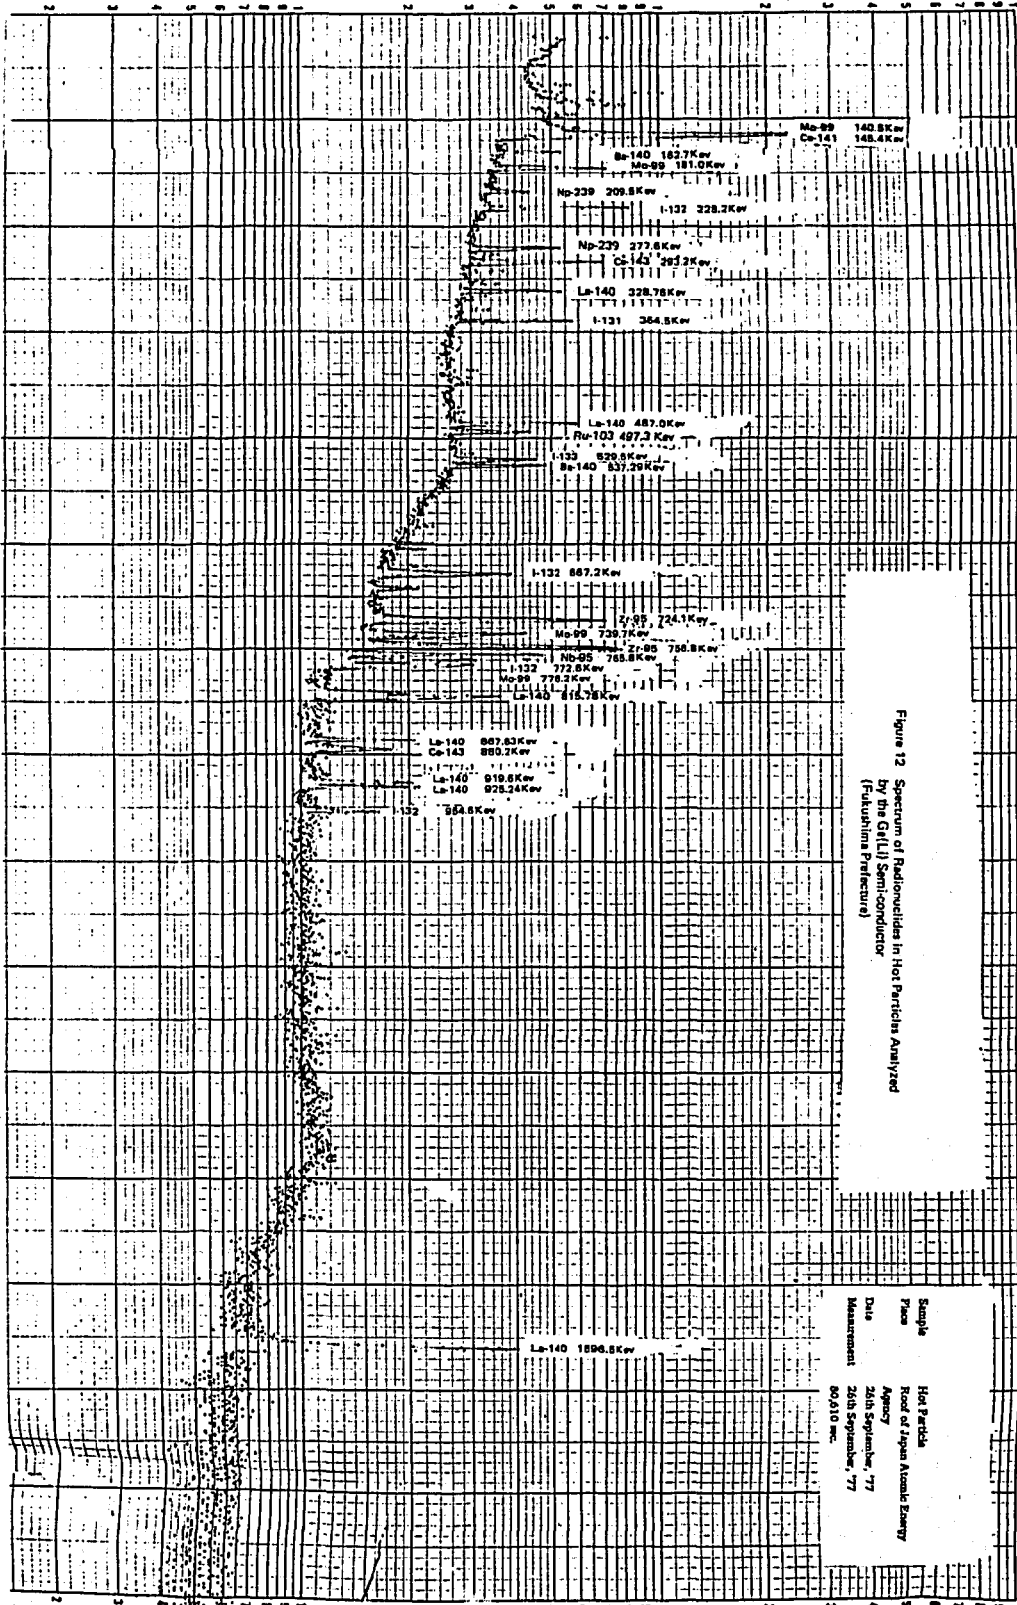 Mo-99 140.5Kev
Ce-141 145.4Kev
Ba-140 162.7Kev
Mo-99 181.0Kev
Np-239 209.5Kev
I-132 228.2Kev
Np-239 277.6Kev
Ce-143 293.2Kev
La-140 328.76Kev
I-131 364.5Kev
La-140 487.0Kev
Ru-103 497.3 Kev
I-133 529.5Kev
Ba-140 537.29Kev
I-132 667.2Kev
Zr-95 724.1Kev
Mo-99 739.7Kev
Zr-95 756.8Kev
Nb-95 765.8Kev
I-132 772.6Kev
Mo-99 778.2Kev
La-140 815.78Kev
La-140 867.83Kev
Ce-143 880.2Kev
La-140 919.6Kev
La-140 925.24Kev
I-132 954.6Kev
La-140 1596.5Kev
Figure 12 Spectrum of Radionuclides in Hot Particles Analyzed
by the Ge(Li) Semi-conductor
(Fukushima Prefecture)
Sample Hot Particle
Place Roof of Japan Atomic Energy
Agency
Date 26th September, '77
Measurement 26th September, '77
80,610 sec.